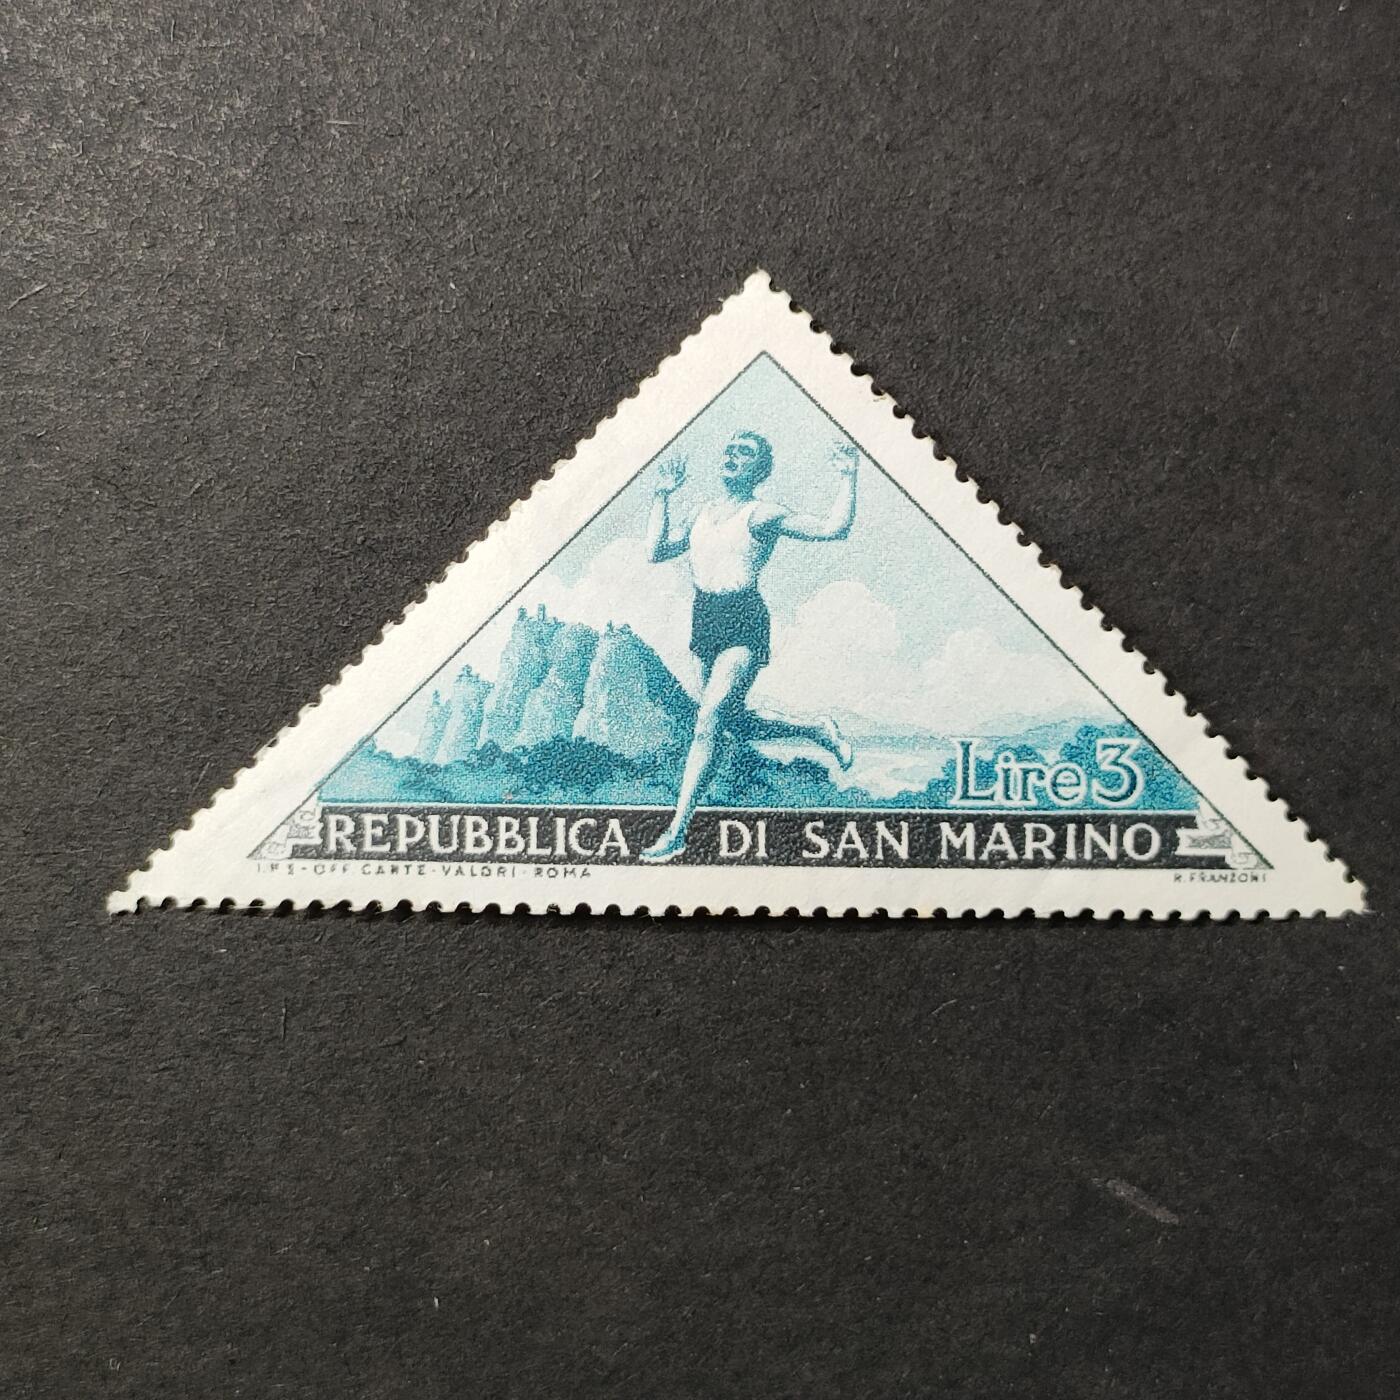 Lire 3
REPUBBLICA DI SAN MARINO
I.P.S - OFF. CARTE - VALORI - ROMA
R. FRANZONI